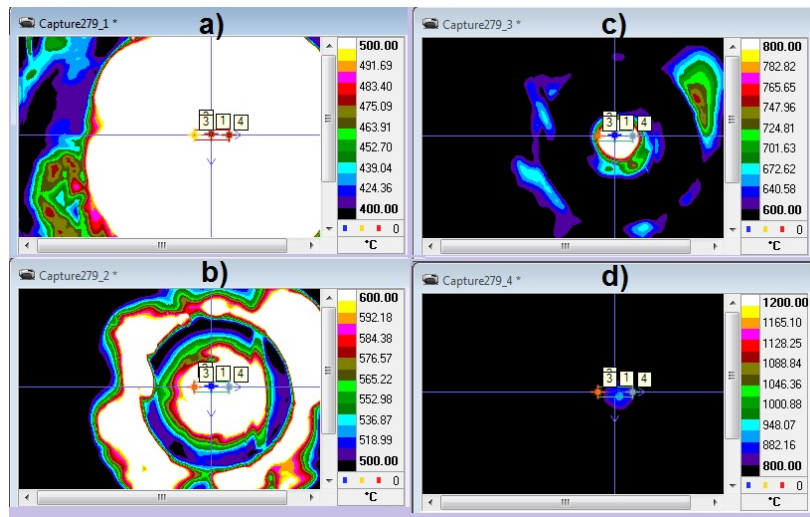 a)
Capture279_1 *
3 1 4
500.00
491.69
483.40
475.09
463.91
452.70
439.04
424.36
400.00
0
°C
c)
Capture279_3 *
3 1 4
800.00
782.82
765.65
747.96
724.81
701.63
672.62
640.58
600.00
0
°C
b)
Capture279_2 *
3 1 4
600.00
592.18
584.38
576.57
565.22
552.98
536.87
518.99
500.00
0
°C
d)
Capture279_4 *
3 1 4
1200.00
1165.10
1128.25
1088.84
1046.36
1000.88
948.07
882.16
800.00
0
°C